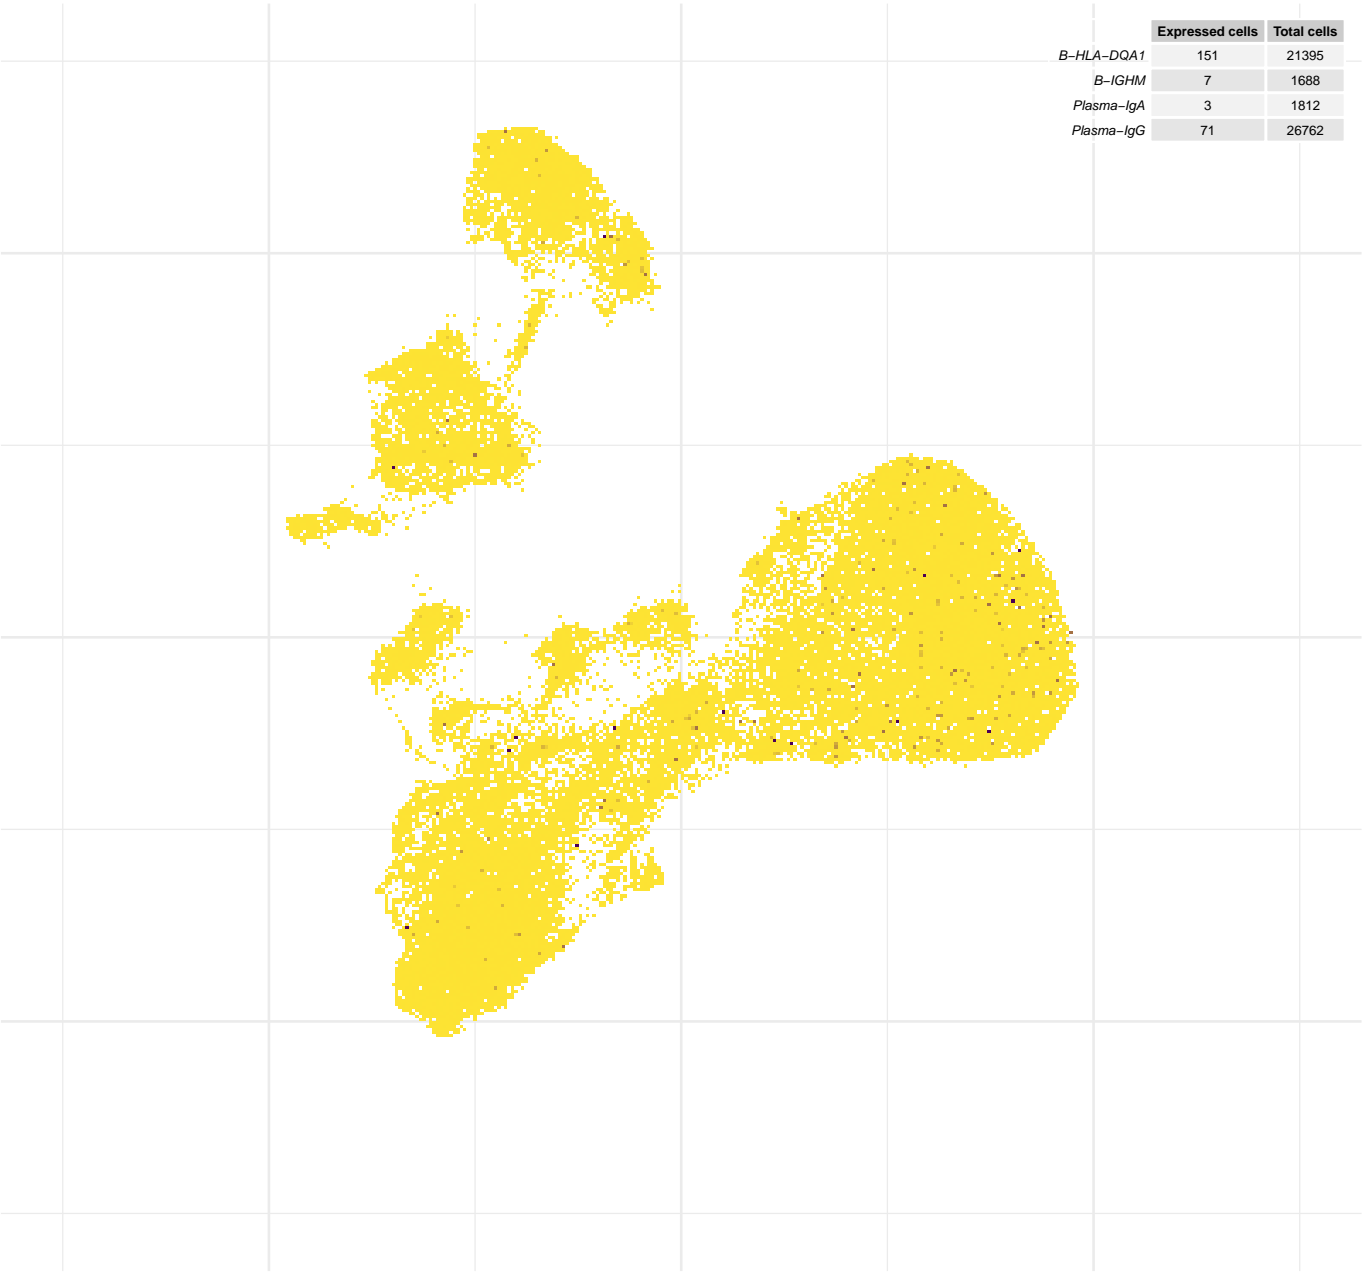 Expressed cells Total cells
B−HLA−DQA1 151 21395
B−IGHM 7 1688
Plasma−IgA 3 1812
Plasma−IgG 71 26762